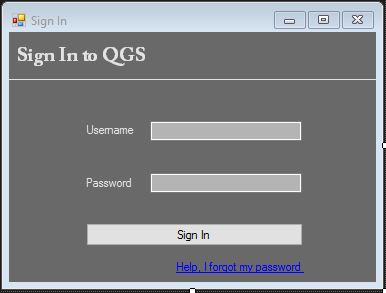 Sign In
Sign In to QGS
Username
Password
Sign In
Help, I forgot my password